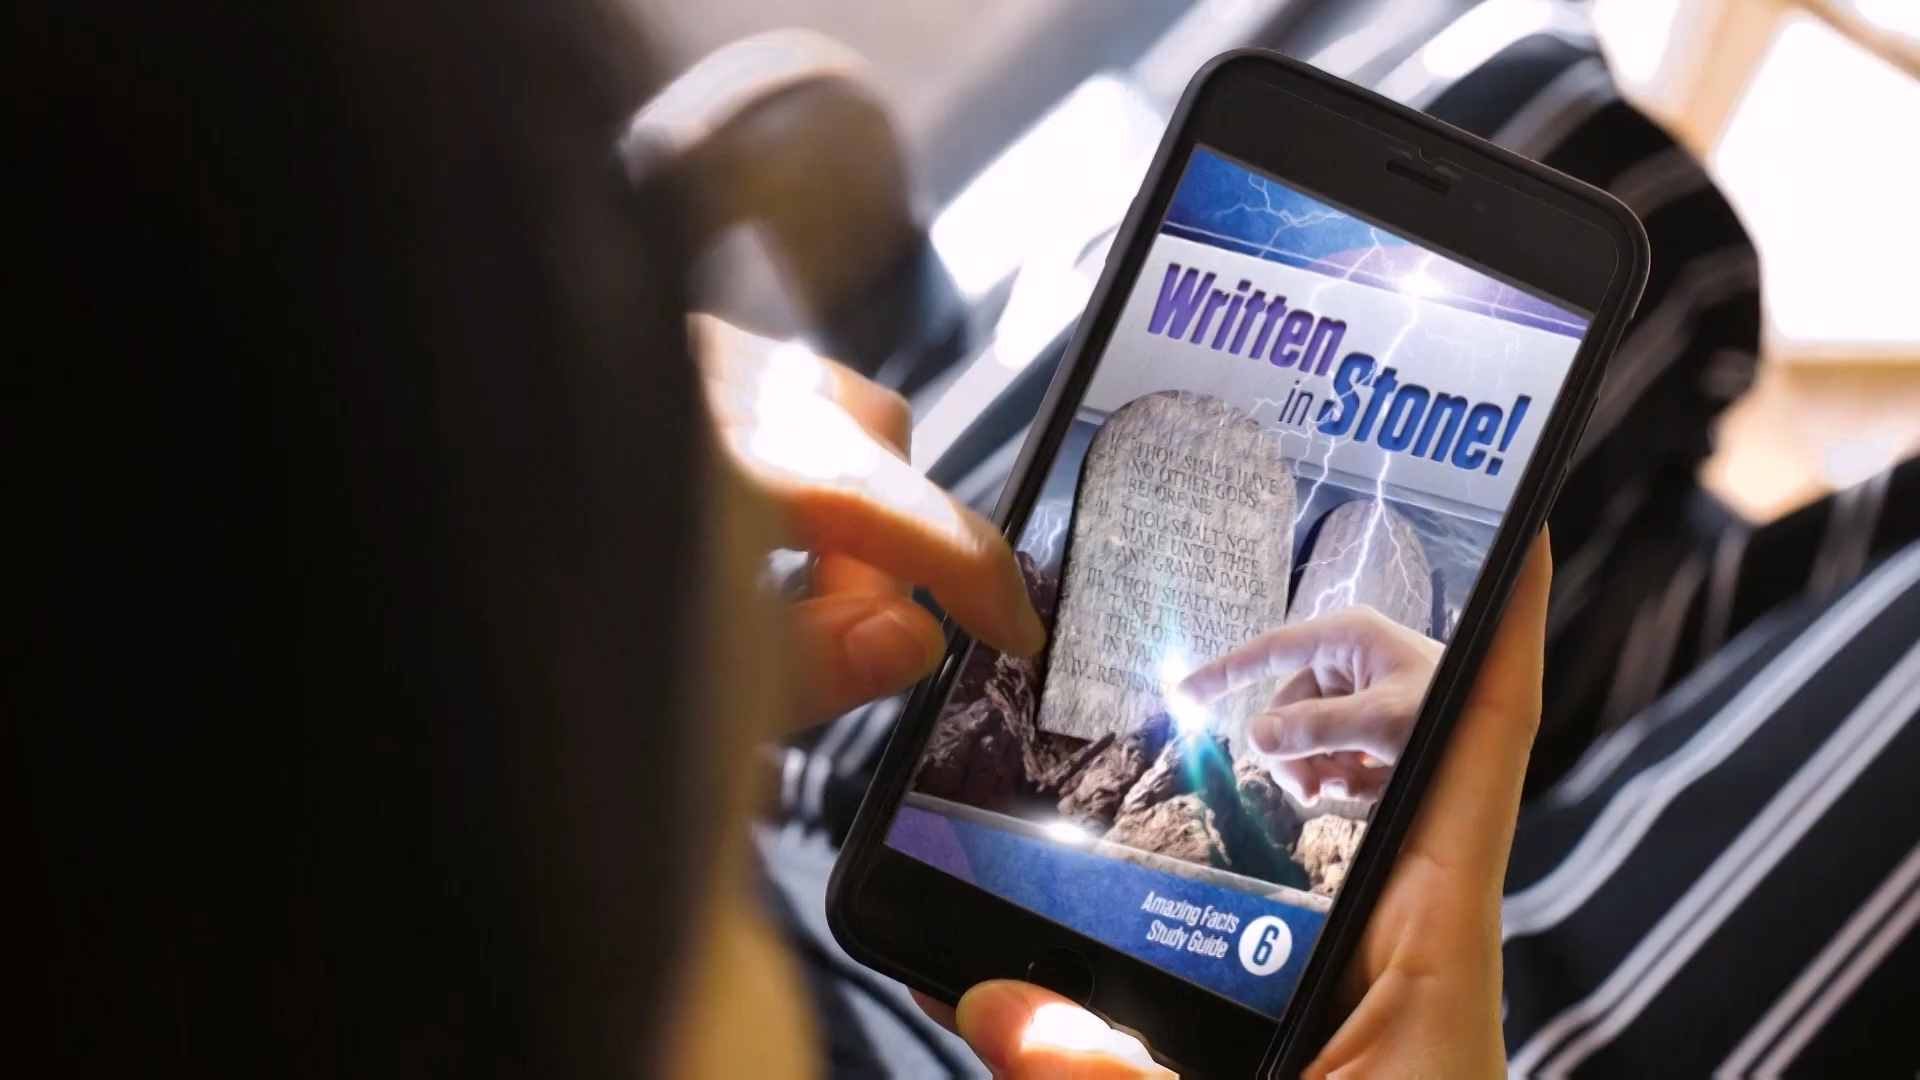 Written
in Stone!
I. THOU SHALT HAVE
NO OTHER GODS
BEFORE ME
II. THOU SHALT NOT
MAKE UNTO THEE
ANY GRAVEN IMAGE
III. THOU SHALT NOT
TAKE THE NAME OF
THE LORD THY
IN VAIN
IV. REMEMBER
Amazing Facts
Study Guide 6